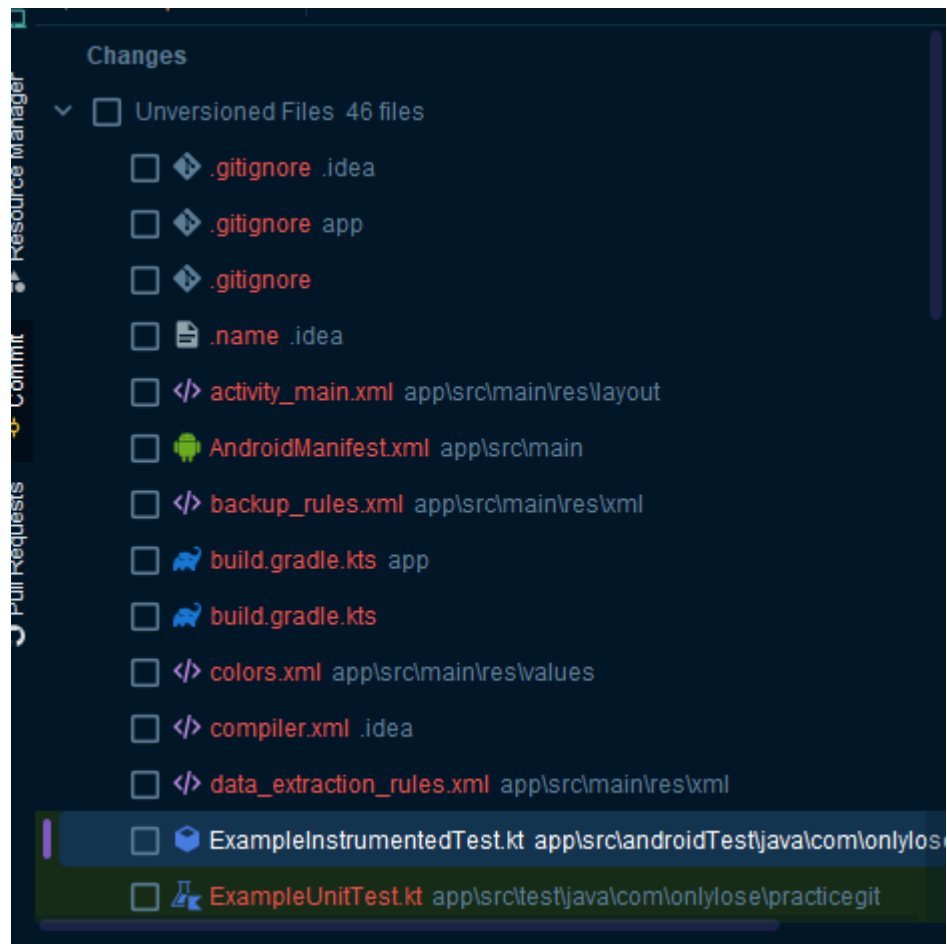 Changes
Unversioned Files 46 files
.gitignore .idea
.gitignore app
.gitignore
.name .idea
activity_main.xml app\src\main\res\layout
AndroidManifest.xml app\src\main
backup_rules.xml app\src\main\res\xml
build.gradle.kts app
build.gradle.kts
colors.xml app\src\main\res\values
compiler.xml .idea
data_extraction_rules.xml app\src\main\res\xml
ExampleInstrumentedTest.kt app\src\androidTest\java\com\onlylose
ExampleUnitTest.kt app\src\test\java\com\onlylose\practicegit
Resource Manager
Commit
Pull Requests